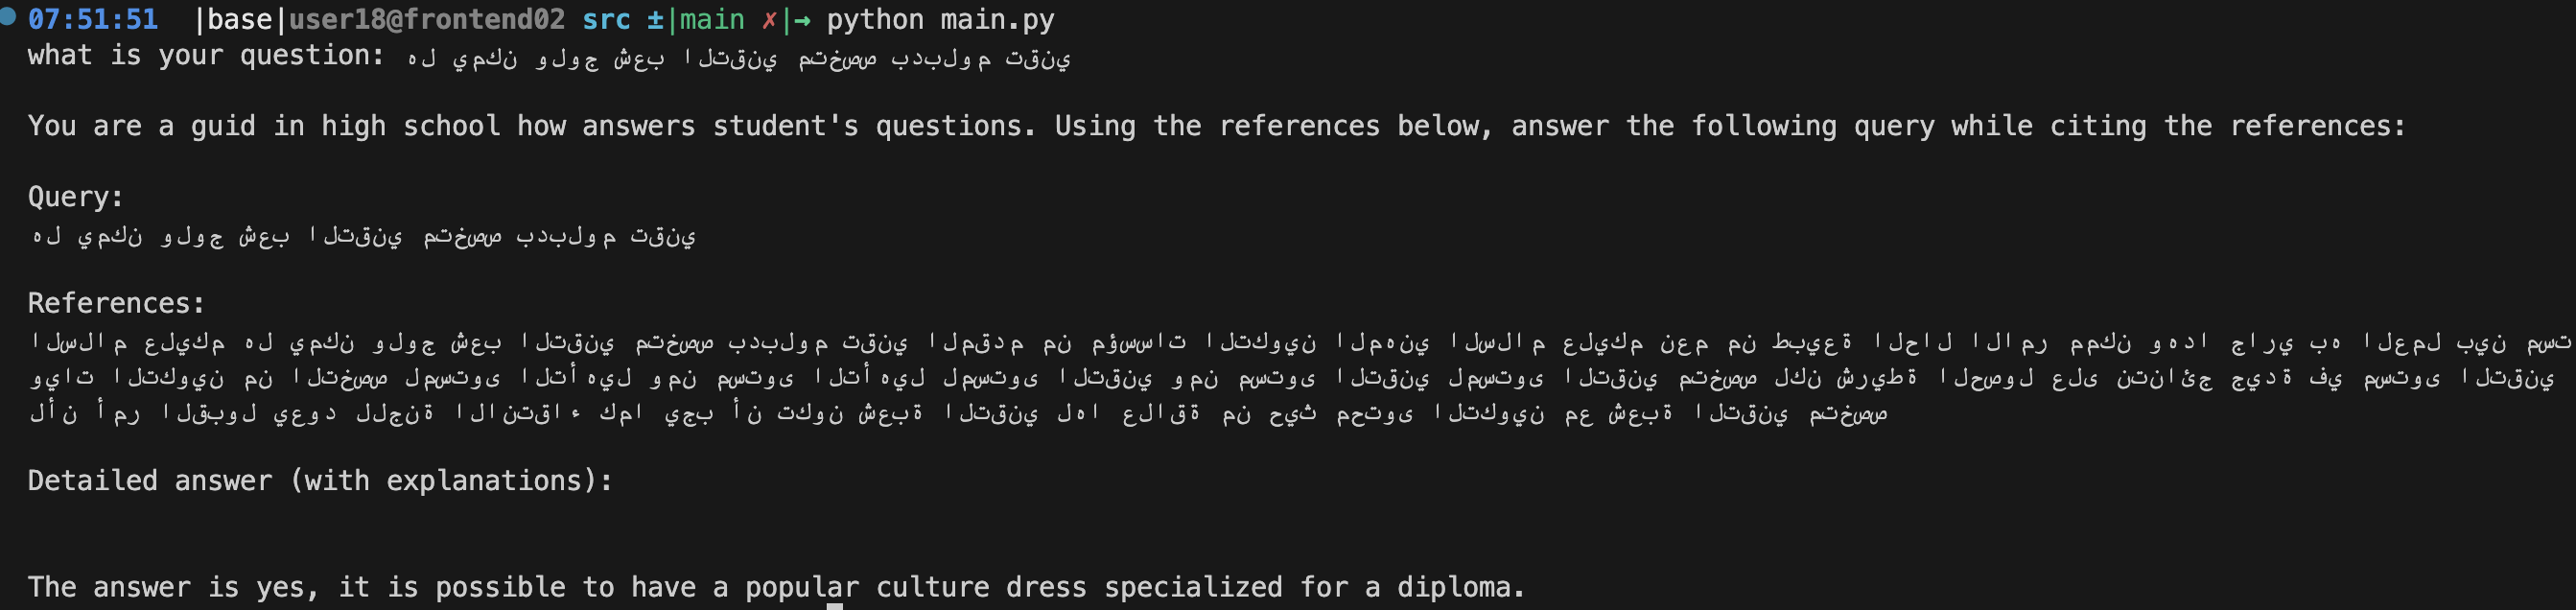 07:51:51 |base|user18@frontend02 src ±|main ✗|→ python main.py
what is your question: هل يمكن ولوج شعب التقني متخصص بدبلوم تقني
You are a guid in high school how answers student's questions. Using the references below, answer the following query while citing the references:
Query:
هل يمكن ولوج شعب التقني متخصص بدبلوم تقني
References:
السلام عليكم هل يمكن ولوج شعب التقني متخصص بدبلوم تقني المقدم من مؤسسات التكوين المهني السلام عليكم نعم من طبيعة الحال الامر ممكن وهدا جاري به العمل بين مست
ويات التكوين من التخصص لمستوى التأهيل ومن مستوى التأهيل لمستوى التقني ومن مستوى التقني لمستوى التقني متخصص لكن شريطة الحصول على نتنائج جيدة في مستوى التقني
لأن أمر القبول يعود للجنة الانتقاء كما يجب أن تكون شعبة التقني لها علاقة من حيث محتوى التكوين مع شعبة التقني متخصص
Detailed answer (with explanations):
The answer is yes, it is possible to have a popular culture dress specialized for a diploma.